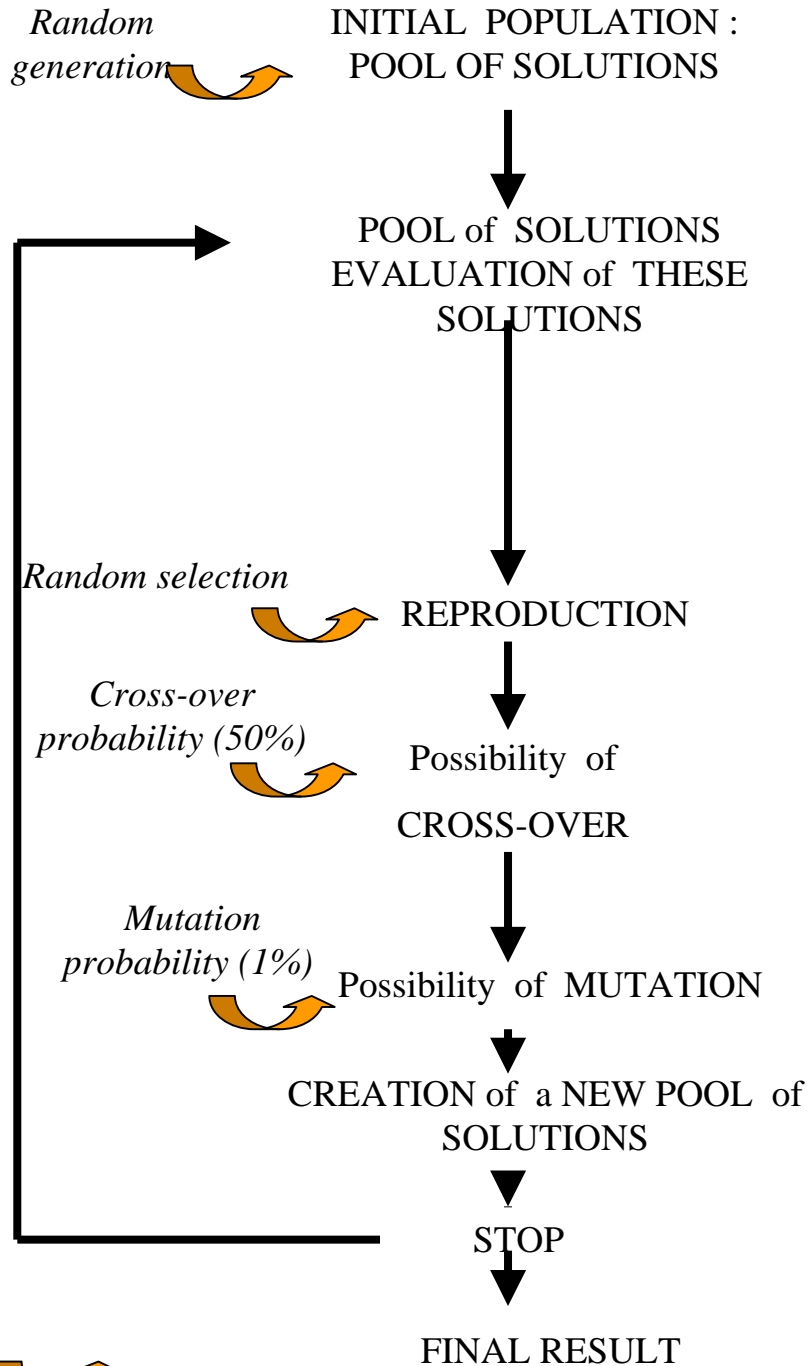 Random
generation
INITIAL POPULATION :
POOL OF SOLUTIONS
POOL of SOLUTIONS
EVALUATION of THESE
SOLUTIONS
Random selection
REPRODUCTION
Cross-over
probability (50%)
Possibility of
CROSS-OVER
Mutation
probability (1%)
Possibility of MUTATION
CREATION of a NEW POOL of
SOLUTIONS
STOP
FINAL RESULT